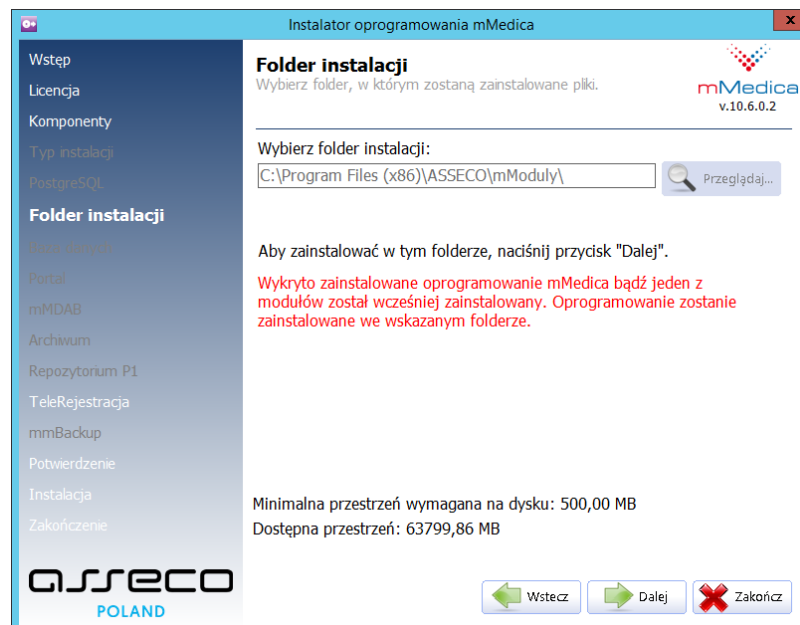 Instalator oprogramowania mMedica
x
Wstęp
Licencja
Komponenty
Typ instalacji
PostgreSQL
Folder instalacji
Portal
mMDAB
Archiwum
Repozytorium P1
TeleRejestracja
mmBackup
Potwierdzenie
Instalacja
Zakończenie
asseco
POLAND
Folder instalacji
Wybierz folder, w którym zostaną zainstalowane pliki.
mMedica
v.10.6.0.2
Wybierz folder instalacji:
C:\Program Files (x86)\ASSECO\mModuly\
Przeglądaj...
Aby zainstalować w tym folderze, naciśnij przycisk "Dalej".
Wykryto zainstalowane oprogramowanie mMedica bądź jeden z
modułów został wcześniej zainstalowany. Oprogramowanie zostanie
zainstalowane we wskazanym folderze.
Minimalna przestrzeń wymagana na dysku: 500,00 MB
Dostępna przestrzeń: 63799,86 MB
Wstecz
Dalej
Zakończ